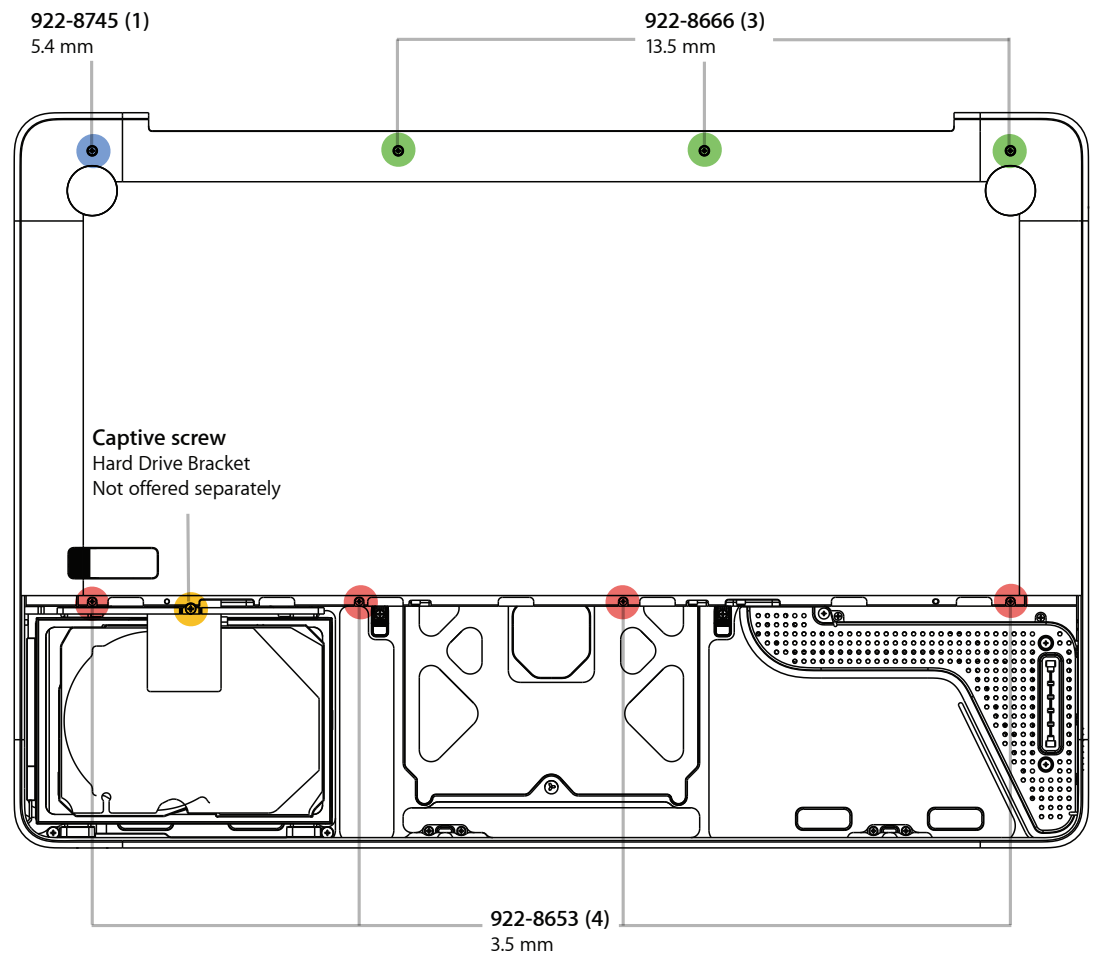 922-8745 (1)
5.4 mm
922-8666 (3)
13.5 mm
Captive screw
Hard Drive Bracket
Not offered separately
922-8653 (4)
3.5 mm